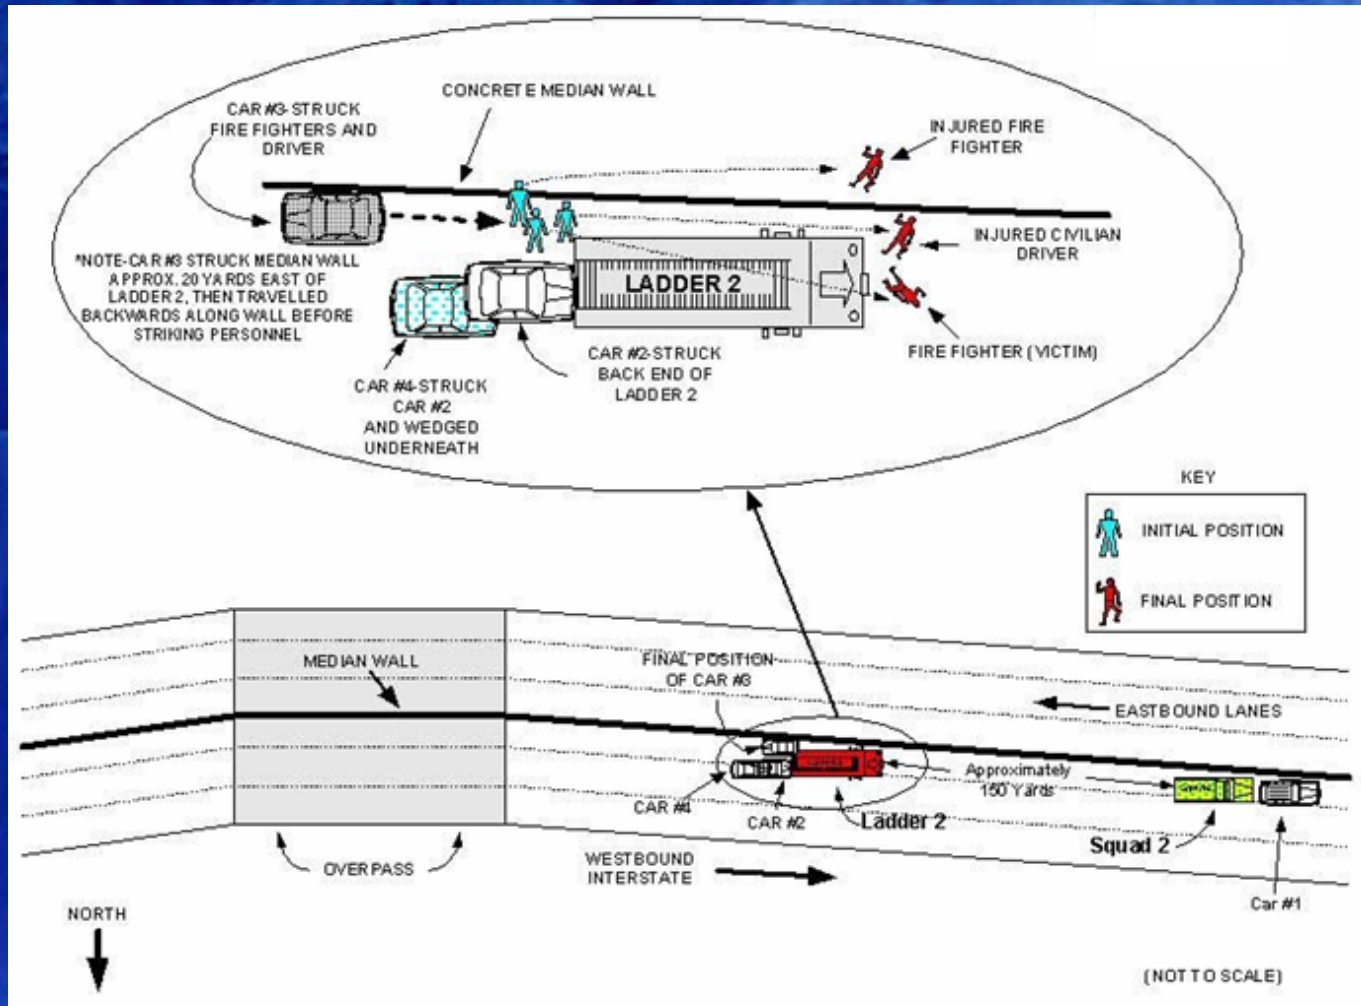 CONCRETE MEDIAN WALL
CAR #3-STRUCK
FIRE FIGHTERS AND
DRIVER
INJURED FIRE
FIGHTER
INJURED CIVILIAN
DRIVER
*NOTE-CAR #3 STRUCK MEDIAN WALL
APPROX. 20 YARDS EAST OF
LADDER 2, THEN TRAVELLED
BACKWARDS ALONG WALL BEFORE
STRIKING PERSONNEL
LADDER 2
FIRE FIGHTER (VICTIM)
CAR #2-STRUCK
BACK END OF
LADDER 2
CAR #4-STRUCK
CAR #2
AND WEDGED
UNDERNEATH
KEY
INITIAL POSITION
FINAL POSITION
MEDIAN WALL
FINAL POSITION
OF CAR #3
EASTBOUND LANES
Approximately
150 Yards
CAR #4
CAR #2
Ladder 2
Squad 2
OVERPASS
WESTBOUND
INTERSTATE
Car #1
NORTH
(NOT TO SCALE)